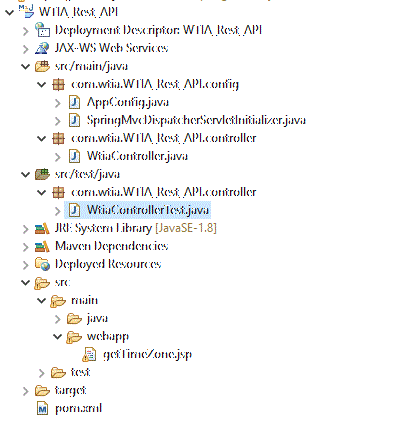 WTIA_Rest_API
Deployment Descriptor: WTIA_Rest_API
JAX-WS Web Services
src/main/java
com.wtia.WTIA_Rest_API.config
AppConfig.java
SpringMvcDispatcherServletInitializer.java
com.wtia.WTIA_Rest_API.controller
WtiaController.java
src/test/java
com.wtia.WTIA_Rest_API.controller
WtiaControllerTest.java
JRE System Library [JavaSE-1.8]
Maven Dependencies
Deployed Resources
src
main
java
webapp
getTimeZone.jsp
test
target
pom.xml